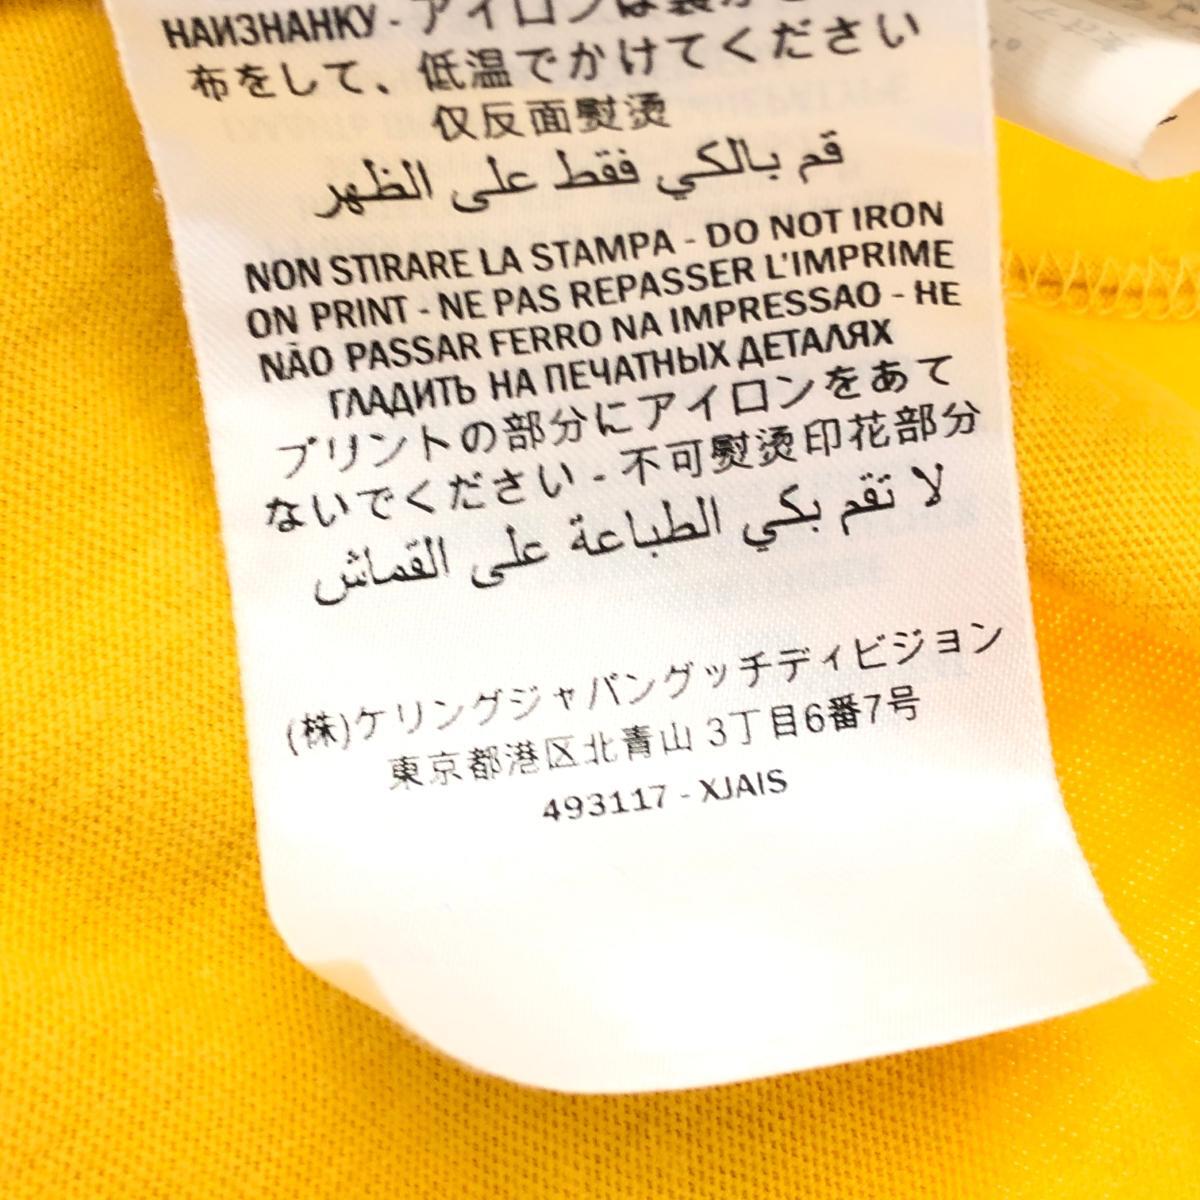 НАИЗНАНКУ - アイロンは裏から
布をして、低温でかけてください
仅反面熨烫
قم بالكي فقط على الظهر
NON STIRARE LA STAMPA - DO NOT IRON
ON PRINT - NE PAS REPASSER L'IMPRIME
NÃO PASSAR FERRO NA IMPRESSAO - НЕ
ГЛАДИТЬ НА ПЕЧАТНЫХ ДЕТАЛЯХ
プリントの部分にアイロンをあて
ないでください - 不可熨烫印花部分
لا تقم بكي الطباعة على القماش
(株)ケリングジャパングッチディビジョン
東京都港区北青山 3丁目6番7号
493117 - XJAIS